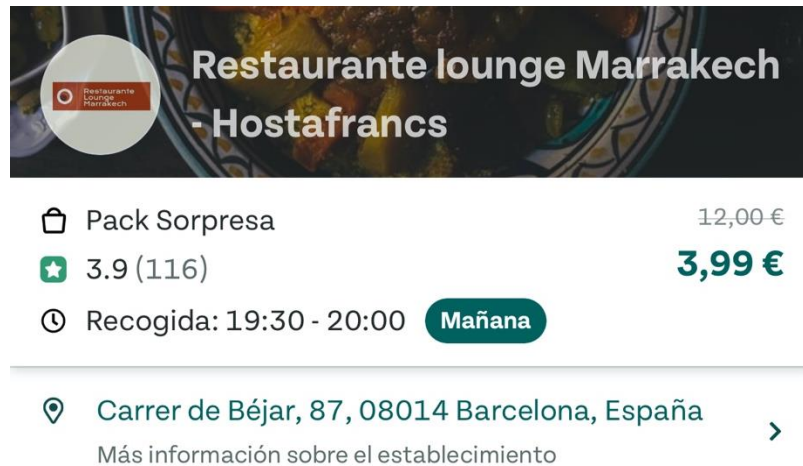 Restaurante lounge Marrakech
- Hostafrancs
Restaurante
Lounge
Marrakech
Pack Sorpresa
12,00 €
3.9 (116)
3,99 €
Recogida: 19:30 - 20:00 Mañana
Carrer de Béjar, 87, 08014 Barcelona, España
Más información sobre el establecimiento